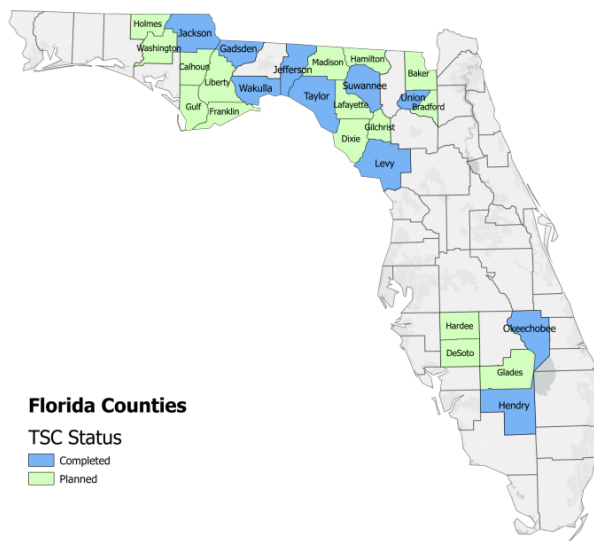 Holmes
Jackson
Washington
Gadsden
Calhoun
Liberty
Wakulla
Gulf
Franklin
Jefferson
Madison
Hamilton
Taylor
Suwannee
Lafayette
Dixie
Gilchrist
Levy
Baker
Union
Bradford
Hardee
Okeechobee
DeSoto
Glades
Hendry
Florida Counties
TSC Status
Completed
Planned